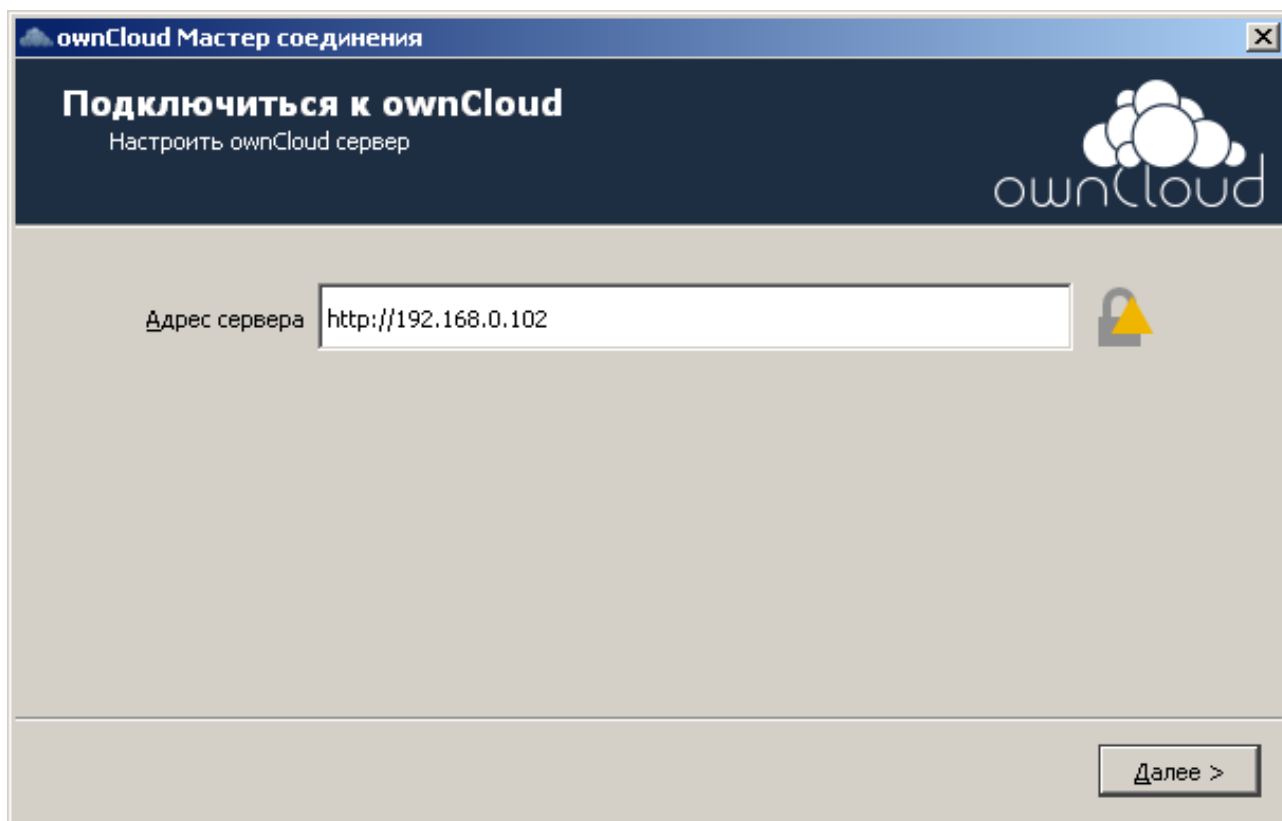 ownCloud Мастер соединения
Подключиться к ownCloud
Настроить ownCloud сервер
ownCloud
Адрес сервера http://192.168.0.102
Далее >